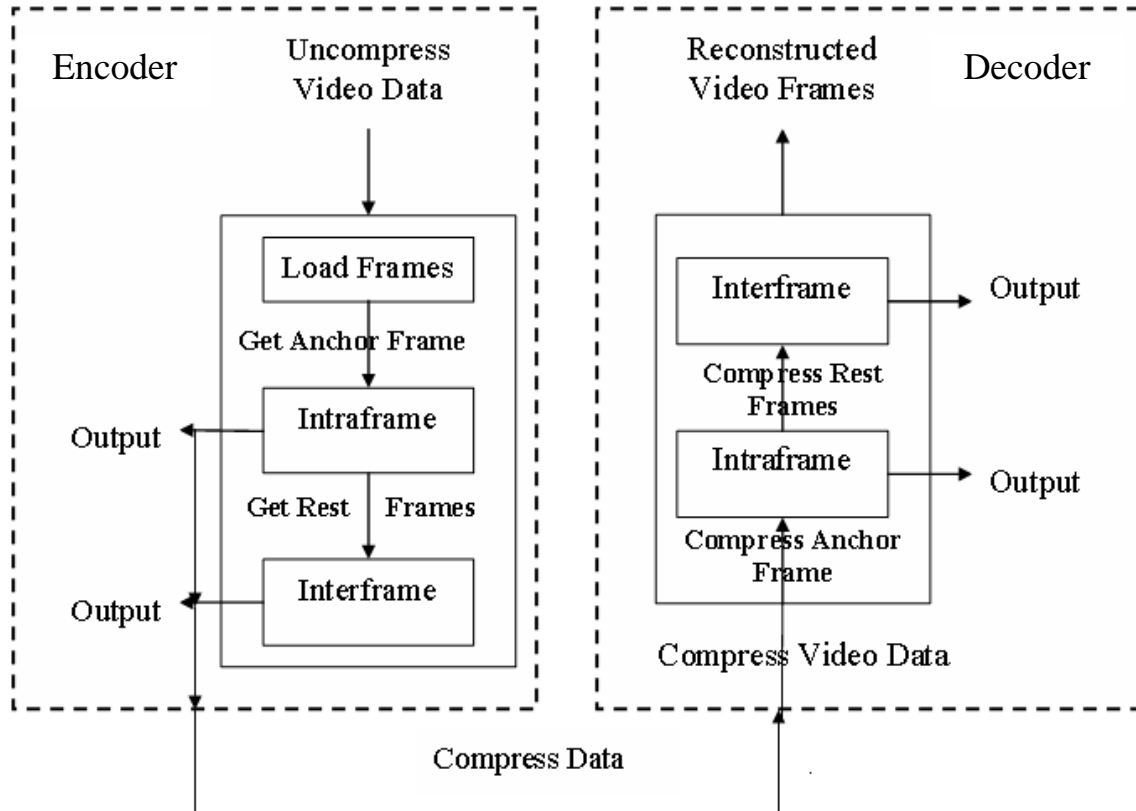 Encoder
Uncompress
Video Data
Load Frames
Get Anchor Frame
Intraframe
Output
Get Rest Frames
Interframe
Output
Reconstructed
Video Frames
Decoder
Interframe
Output
Compress Rest
Frames
Intraframe
Output
Compress Anchor
Frame
Compress Video Data
Compress Data